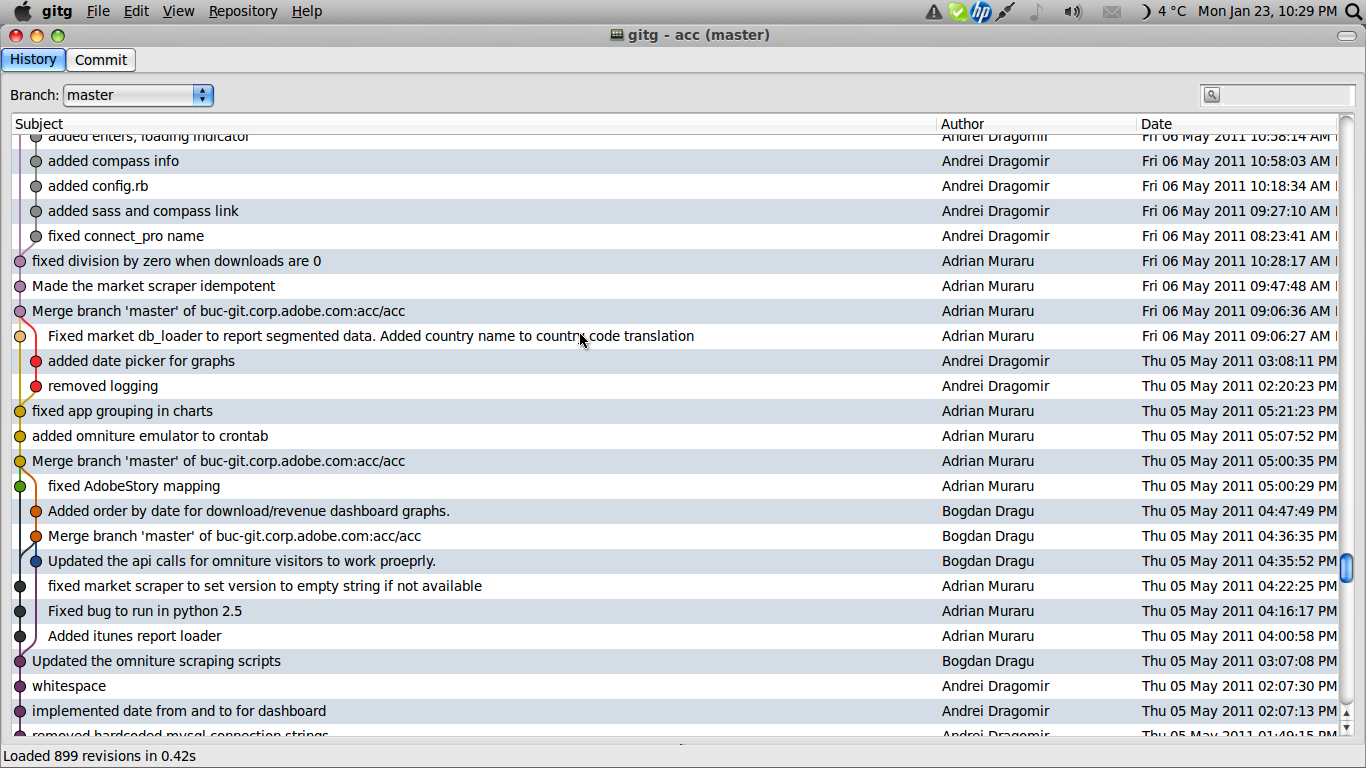 gitg File Edit View Repository Help hp 4 °C Mon Jan 23, 10:29 PM
gitg - acc (master)
History Commit
Branch: master
Subject Author Date
added enters, loading indicator Andrei Dragomir Fri 06 May 2011 10:58:14 AM
added compass info Andrei Dragomir Fri 06 May 2011 10:58:03 AM
added config.rb Andrei Dragomir Fri 06 May 2011 10:18:34 AM
added sass and compass link Andrei Dragomir Fri 06 May 2011 09:27:10 AM
fixed connect_pro name Andrei Dragomir Fri 06 May 2011 08:23:41 AM
fixed division by zero when downloads are 0 Adrian Muraru Fri 06 May 2011 10:28:17 AM
Made the market scraper idempotent Adrian Muraru Fri 06 May 2011 09:47:48 AM
Merge branch 'master' of buc-git.corp.adobe.com:acc/acc Adrian Muraru Fri 06 May 2011 09:06:36 AM
Fixed market db_loader to report segmented data. Added country name to country code translation Adrian Muraru Fri 06 May 2011 09:06:27 AM
added date picker for graphs Andrei Dragomir Thu 05 May 2011 03:08:11 PM
removed logging Andrei Dragomir Thu 05 May 2011 02:20:23 PM
fixed app grouping in charts Adrian Muraru Thu 05 May 2011 05:21:23 PM
added omniture emulator to crontab Adrian Muraru Thu 05 May 2011 05:07:52 PM
Merge branch 'master' of buc-git.corp.adobe.com:acc/acc Adrian Muraru Thu 05 May 2011 05:00:35 PM
fixed AdobeStory mapping Adrian Muraru Thu 05 May 2011 05:00:29 PM
Added order by date for download/revenue dashboard graphs. Bogdan Dragu Thu 05 May 2011 04:47:49 PM
Merge branch 'master' of buc-git.corp.adobe.com:acc/acc Bogdan Dragu Thu 05 May 2011 04:36:35 PM
Updated the api calls for omniture visitors to work proeprly. Bogdan Dragu Thu 05 May 2011 04:35:52 PM
fixed market scraper to set version to empty string if not available Adrian Muraru Thu 05 May 2011 04:22:25 PM
Fixed bug to run in python 2.5 Adrian Muraru Thu 05 May 2011 04:16:17 PM
Added itunes report loader Adrian Muraru Thu 05 May 2011 04:00:58 PM
Updated the omniture scraping scripts Bogdan Dragu Thu 05 May 2011 03:07:08 PM
whitespace Andrei Dragomir Thu 05 May 2011 02:07:30 PM
implemented date from and to for dashboard Andrei Dragomir Thu 05 May 2011 02:07:13 PM
removed hardcoded mysql connection strings Andrei Dragomir Thu 05 May 2011 01:49:15 PM
Loaded 899 revisions in 0.42s